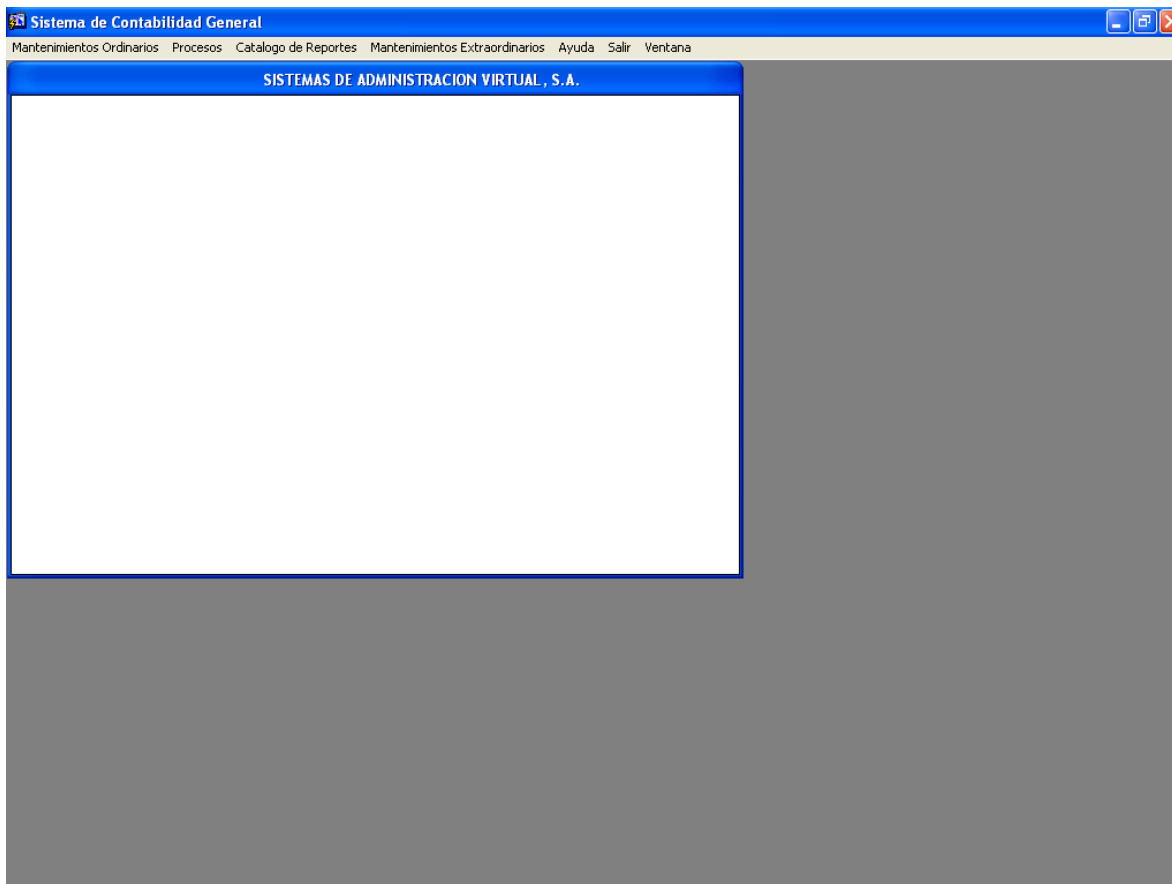 Sistema de Contabilidad General
Mantenimientos Ordinarios Procesos Catalogo de Reportes Mantenimientos Extraordinarios Ayuda Salir Ventana
SISTEMAS DE ADMINISTRACION VIRTUAL , S.A.